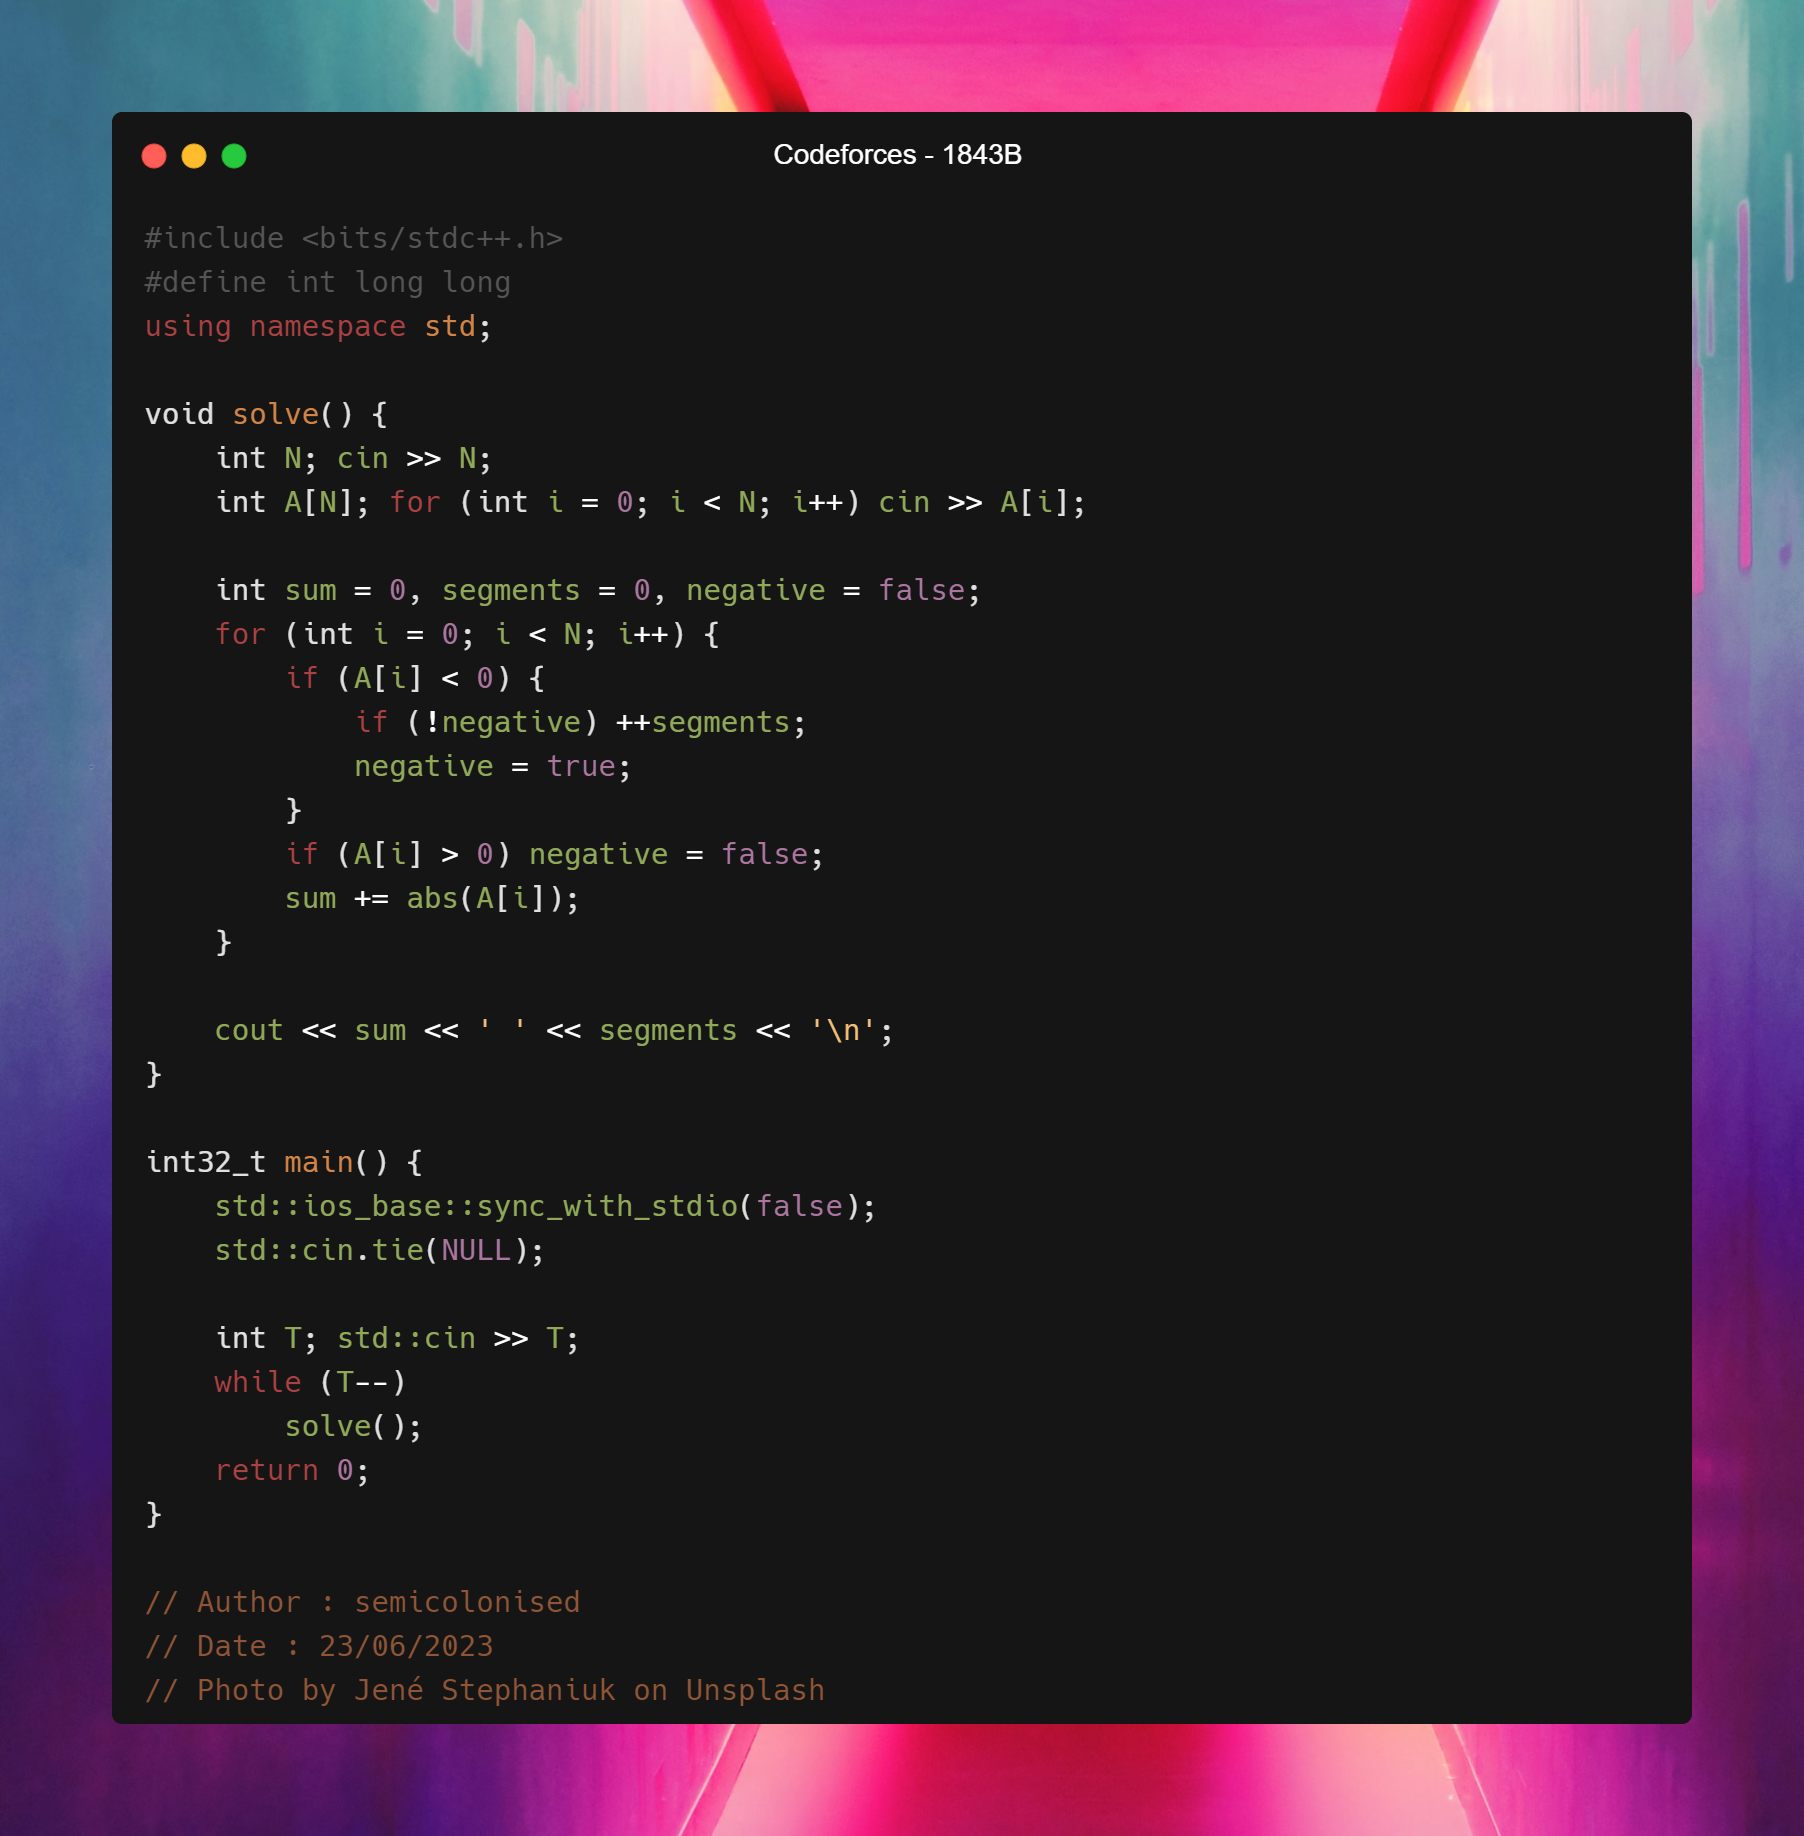 Codeforces - 1843B
#include <bits/stdc++.h>
#define int long long
using namespace std;
void solve() {
    int N; cin >> N;
    int A[N]; for (int i = 0; i < N; i++) cin >> A[i];
    int sum = 0, segments = 0, negative = false;
    for (int i = 0; i < N; i++) {
        if (A[i] < 0) {
            if (!negative) ++segments;
            negative = true;
        }
        if (A[i] > 0) negative = false;
        sum += abs(A[i]);
    }
    cout << sum << ' ' << segments << '\n';
}
int32_t main() {
    std::ios_base::sync_with_stdio(false);
    std::cin.tie(NULL);
    int T; std::cin >> T;
    while (T--)
        solve();
    return 0;
}
// Author : semicolonised
// Date : 23/06/2023
// Photo by Jené Stephaniuk on Unsplash